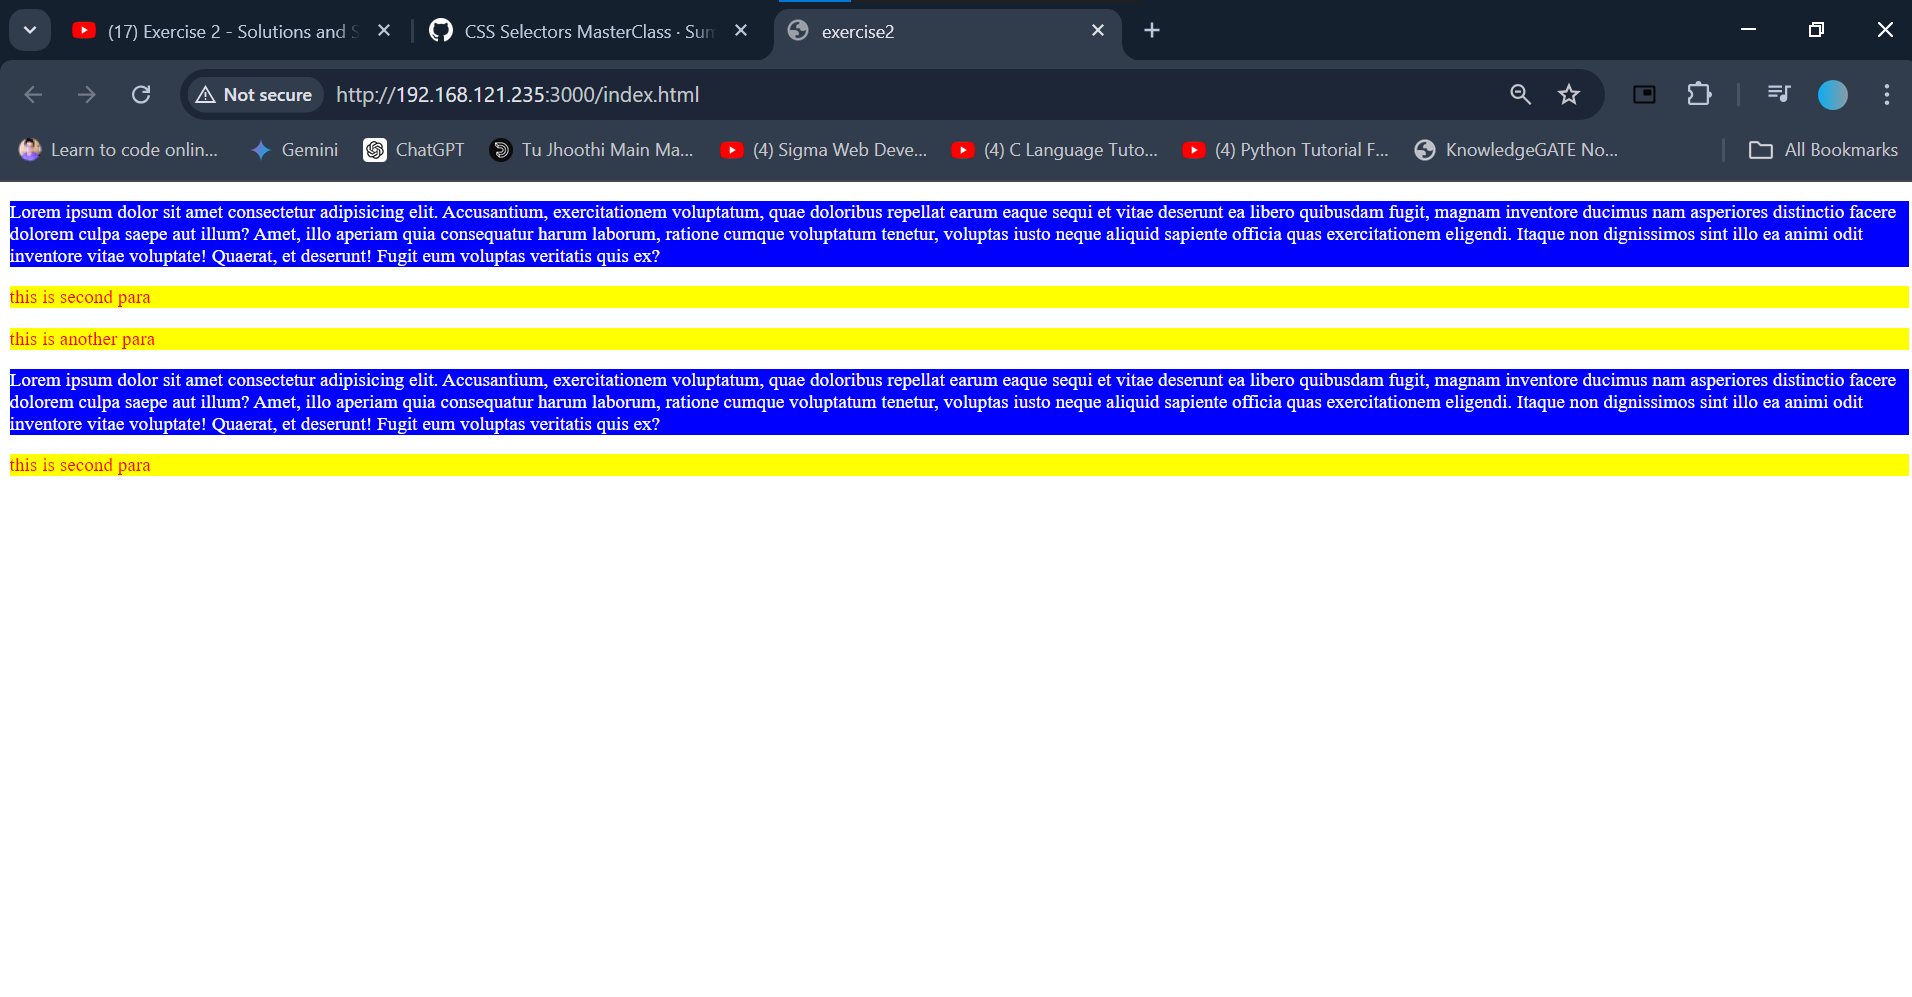 (17) Exercise 2 - Solutions and S
CSS Selectors MasterClass · Sum
exercise2
Not secure
http://192.168.121.235:3000/index.html
Learn to code onlin...
Gemini
ChatGPT
Tu Jhoothi Main Ma...
(4) Sigma Web Deve...
(4) C Language Tuto...
(4) Python Tutorial F...
KnowledgeGATE No...
All Bookmarks
Lorem ipsum dolor sit amet consectetur adipisicing elit. Accusantium, exercitationem voluptatum, quae doloribus repellat earum eaque sequi et vitae deserunt ea libero quibusdam fugit, magnam inventore ducimus nam asperiores distinctio facere
dolorem culpa saepe aut illum? Amet, illo aperiam quia consequatur harum laborum, ratione cumque voluptatum tenetur, voluptas iusto neque aliquid sapiente officia quas exercitationem eligendi. Itaque non dignissimos sint illo ea animi odit
inventore vitae voluptate! Quaerat, et deserunt! Fugit eum voluptas veritatis quis ex?
this is second para
this is another para
Lorem ipsum dolor sit amet consectetur adipisicing elit. Accusantium, exercitationem voluptatum, quae doloribus repellat earum eaque sequi et vitae deserunt ea libero quibusdam fugit, magnam inventore ducimus nam asperiores distinctio facere
dolorem culpa saepe aut illum? Amet, illo aperiam quia consequatur harum laborum, ratione cumque voluptatum tenetur, voluptas iusto neque aliquid sapiente officia quas exercitationem eligendi. Itaque non dignissimos sint illo ea animi odit
inventore vitae voluptate! Quaerat, et deserunt! Fugit eum voluptas veritatis quis ex?
this is second para